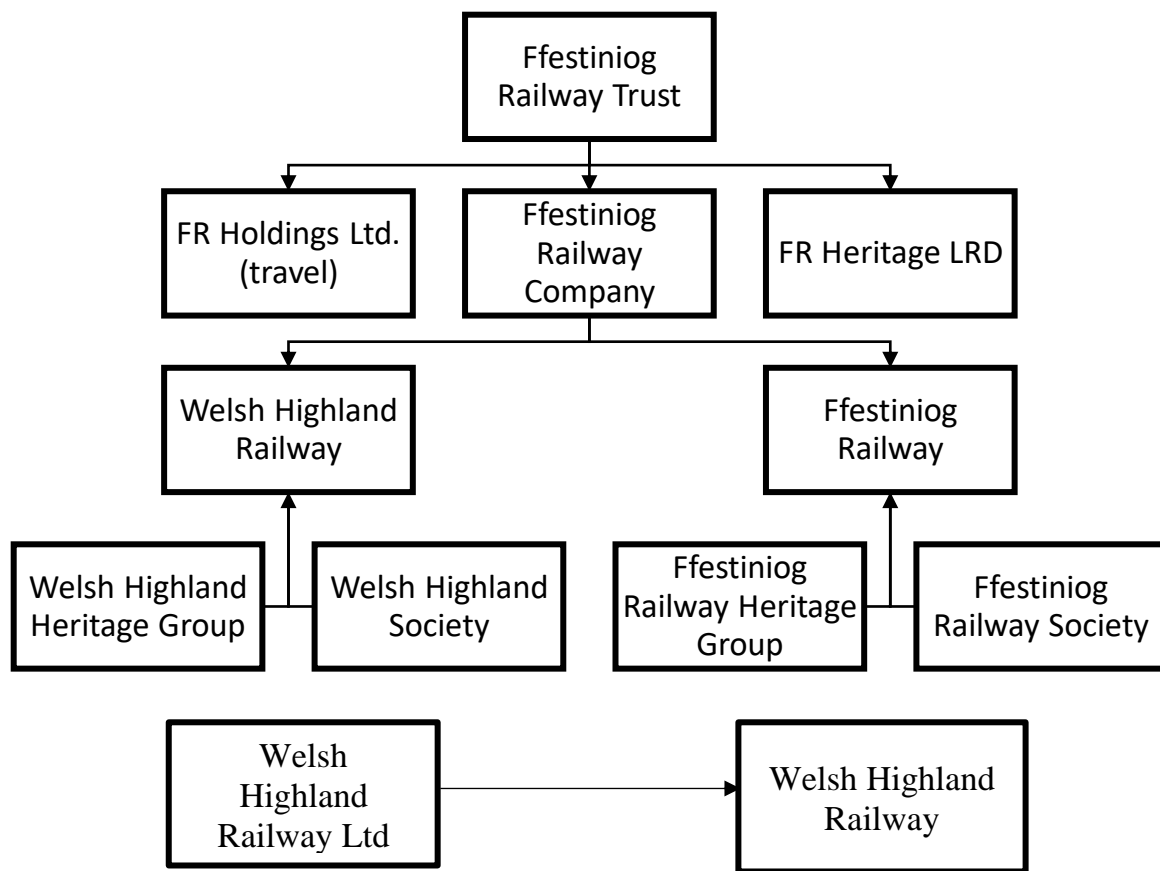 Ffestiniog
Railway Trust
FR Holdings Ltd.
(travel)
Ffestiniog
Railway
Company
FR Heritage LRD
Welsh Highland
Railway
Ffestiniog
Railway
Welsh Highland
Heritage Group
Welsh Highland
Society
Ffestiniog
Railway Heritage
Group
Ffestiniog
Railway Society
Welsh
Highland
Railway Ltd
Welsh Highland
Railway